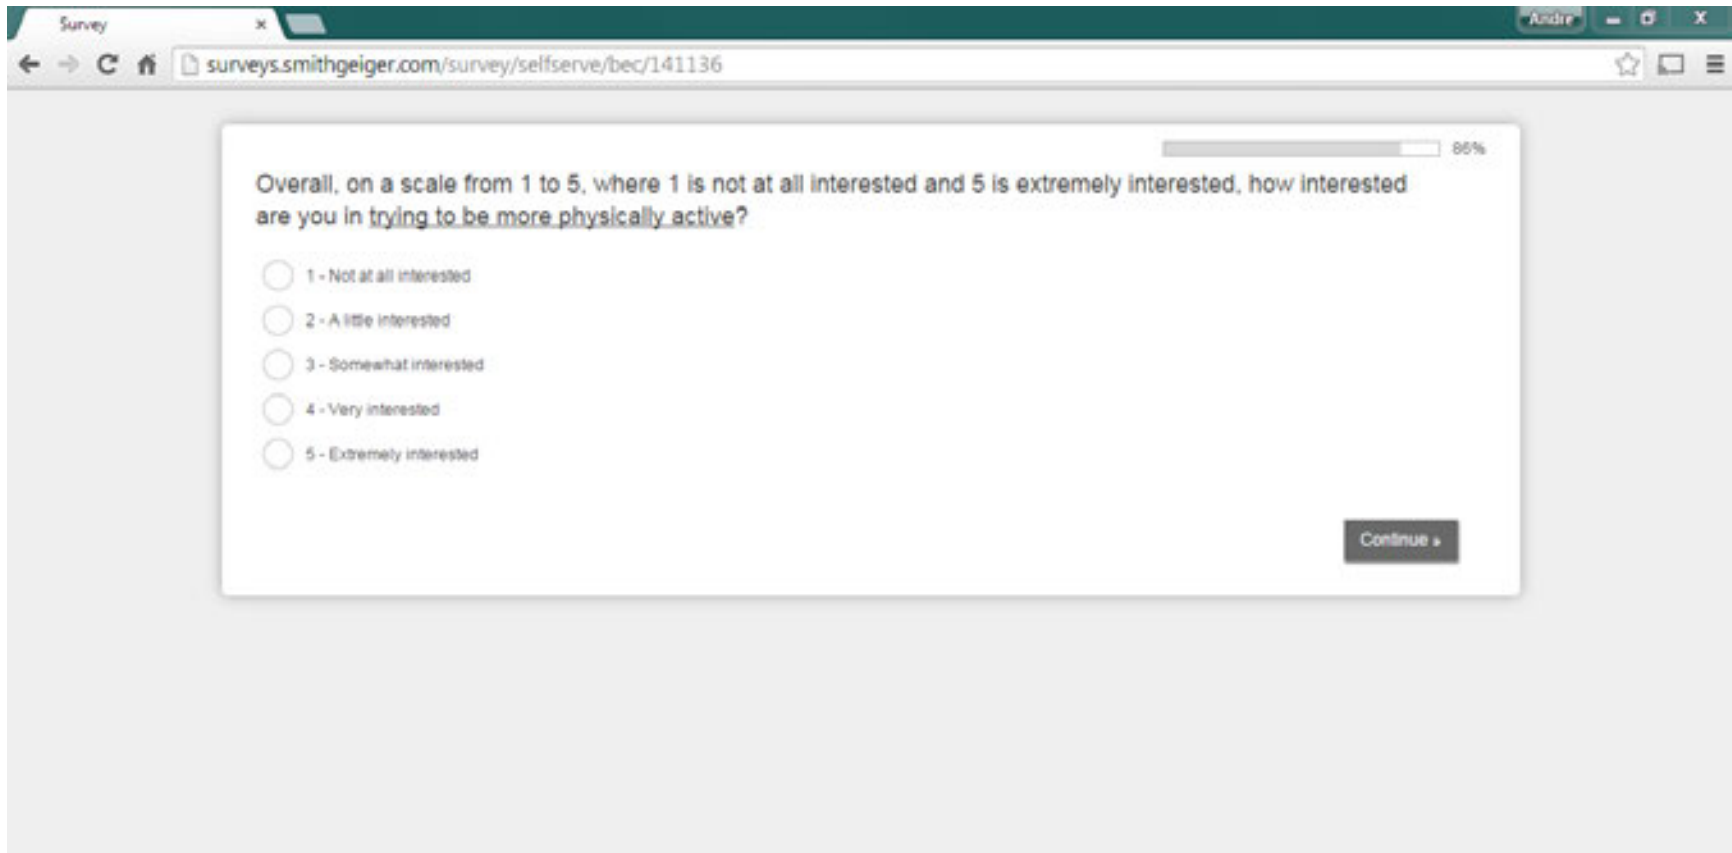 Survey
Andre
surveys.smithgeiger.com/survey/selfserve/bec/141136
86%
Overall, on a scale from 1 to 5, where 1 is not at all interested and 5 is extremely interested, how interested
are you in trying to be more physically active?
1 - Not at all interested
2 - A little interested
3 - Somewhat interested
4 - Very interested
5 - Extremely interested
Continue »